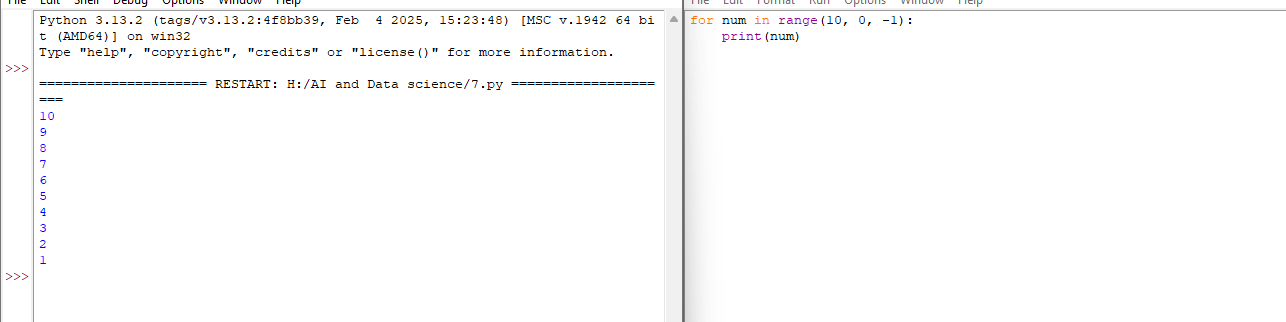 File Edit Shell Debug Options Window Help
Python 3.13.2 (tags/v3.13.2:4f8bb39, Feb  4 2025, 15:23:48) [MSC v.1942 64 bi
t (AMD64)] on win32
Type "help", "copyright", "credits" or "license()" for more information.
>>>
===================== RESTART: H:/AI and Data science/7.py ==================
===
10
9
8
7
6
5
4
3
2
1
>>>
File Edit Format Run Options Window Help
for num in range(10, 0, -1):
    print(num)